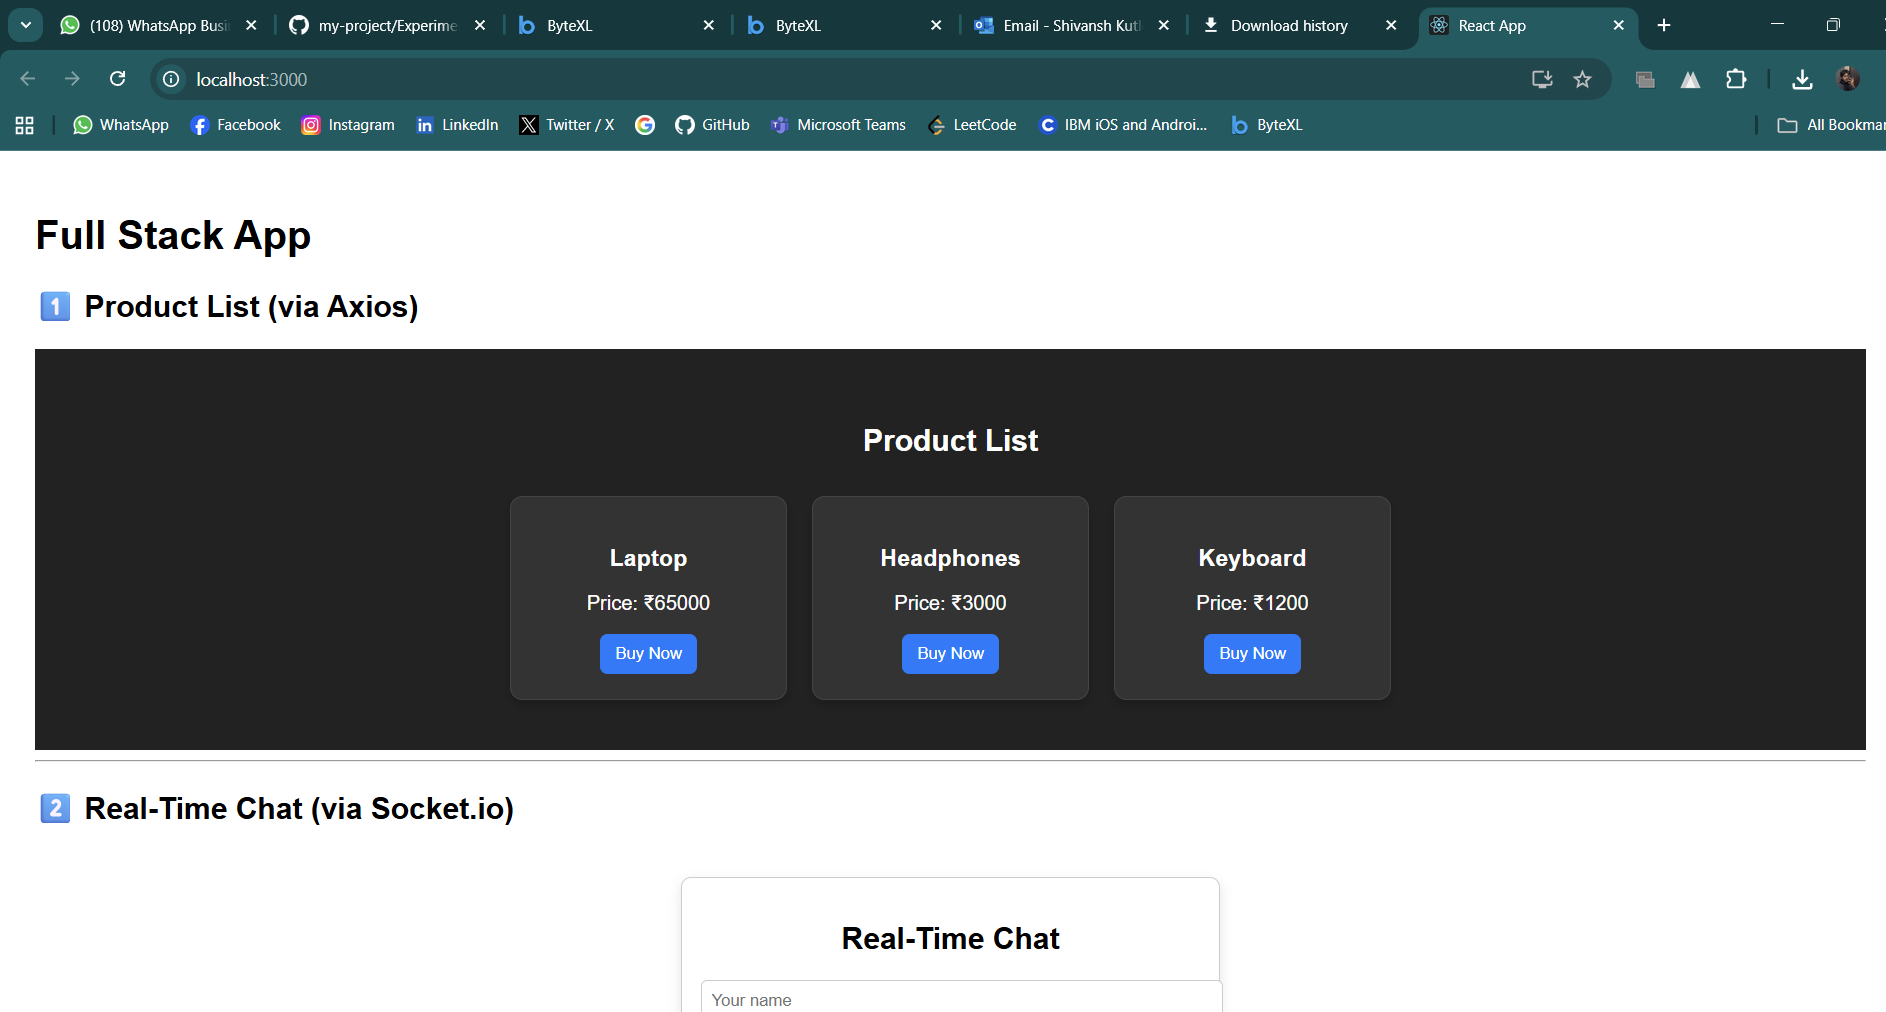 (108) WhatsApp Busi
my-project/Experime
ByteXL
ByteXL
Email - Shivansh Kutl
Download history
React App
localhost:3000
WhatsApp
Facebook
Instagram
LinkedIn
Twitter / X
GitHub
Microsoft Teams
LeetCode
IBM iOS and Androi...
ByteXL
All Bookmar
Full Stack App
1 Product List (via Axios)
Product List
Laptop
Price: ₹65000
Buy Now
Headphones
Price: ₹3000
Buy Now
Keyboard
Price: ₹1200
Buy Now
2 Real-Time Chat (via Socket.io)
Real-Time Chat
Your name